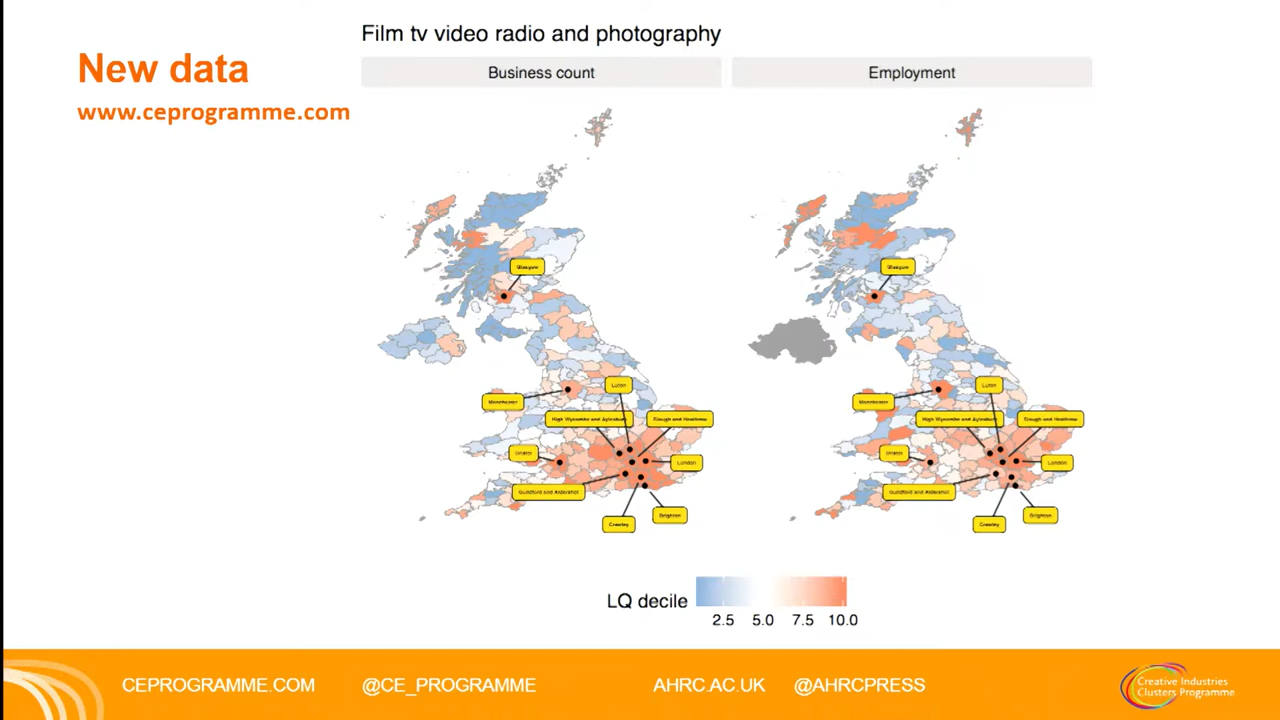 New data
www.ceprogramme.com
Film tv video radio and photography
Business count
Employment
Glasgow
Glasgow
Luton
Luton
Manchester
High Wycombe and Aylesbury
Slough and Heathrow
Manchester
High Wycombe and Aylesbury
Slough and Heathrow
Bristol
London
Bristol
London
Guildford and Aldershot
Guildford and Aldershot
Crawley
Brighton
Crawley
Brighton
LQ decile
2.5 5.0 7.5 10.0
CEPROGRAMME.COM @CE_PROGRAMME AHRC.AC.UK @AHRCPRESS
Creative Industries
Clusters Programme